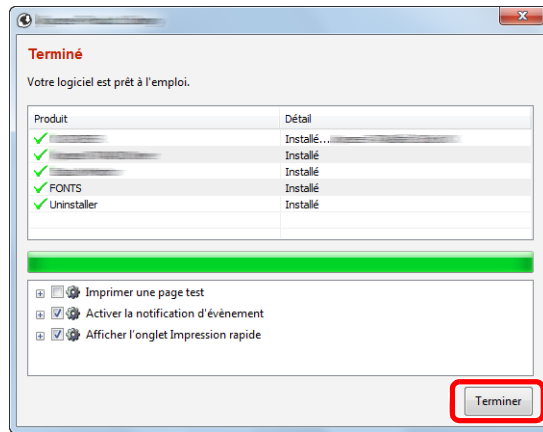 Terminé
Votre logiciel est prêt à l'emploi.
Produit Détail
Installé...
Installé
Installé
FONTS Installé
Uninstaller Installé
Imprimer une page test
Activer la notification d'évènement
Afficher l'onglet Impression rapide
Terminer